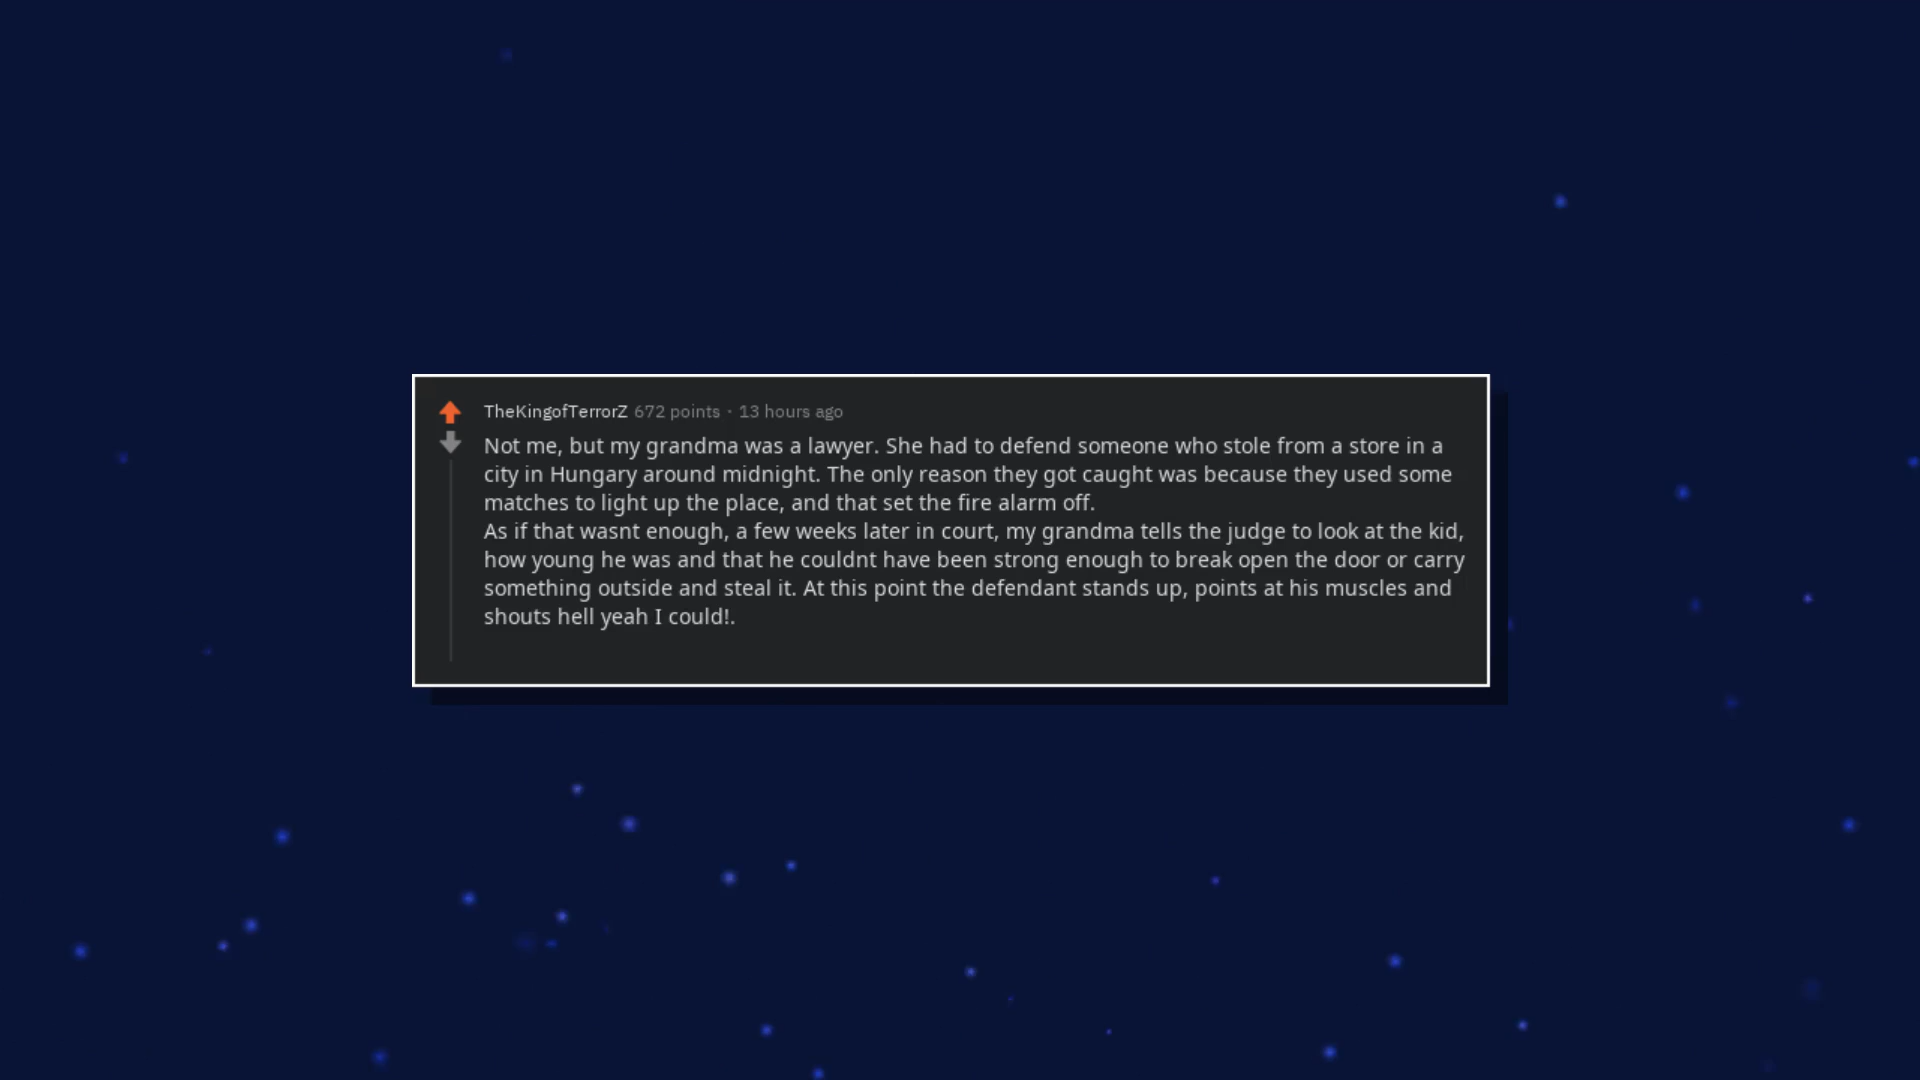 TheKingofTerrorZ 672 points · 13 hours ago
Not me, but my grandma was a lawyer. She had to defend someone who stole from a store in a
city in Hungary around midnight. The only reason they got caught was because they used some
matches to light up the place, and that set the fire alarm off.
As if that wasnt enough, a few weeks later in court, my grandma tells the judge to look at the kid,
how young he was and that he couldnt have been strong enough to break open the door or carry
something outside and steal it. At this point the defendant stands up, points at his muscles and
shouts hell yeah I could!.